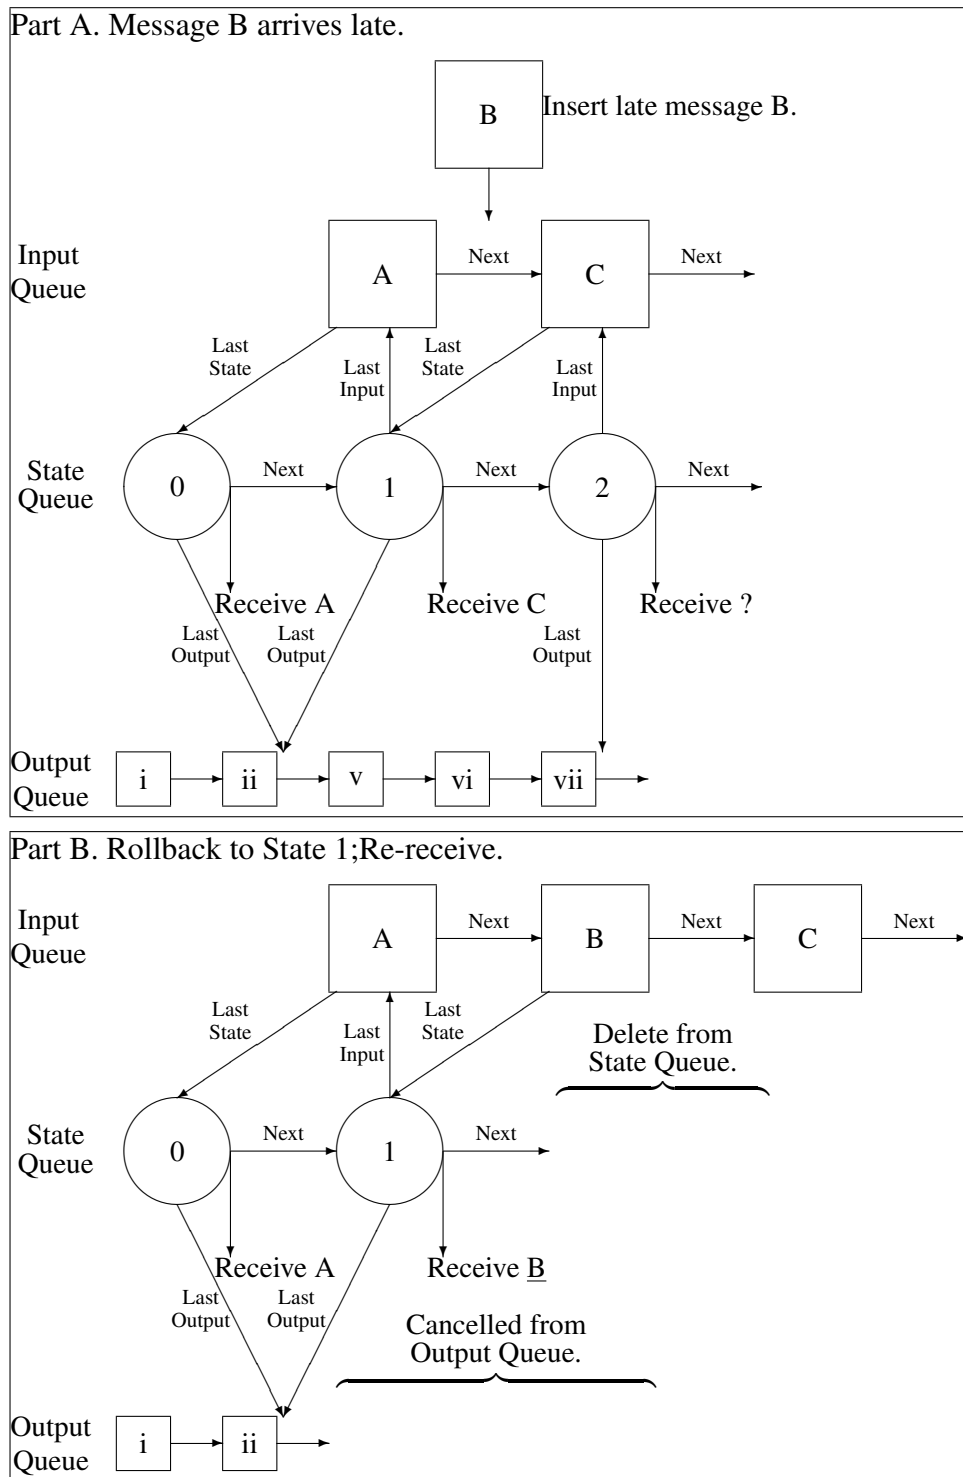 Part A. Message B arrives late.
B
Insert late message B.
Input
Queue
A
Next
C
Next
Last
State
Last
Input
Last
State
Last
Input
State
Queue
0
Next
1
Next
2
Next
Receive A
Receive C
Receive ?
Last
Output
Last
Output
Last
Output
Output
Queue
i
ii
v
vi
vii
Part B. Rollback to State 1;Re-receive.
Input
Queue
A
Next
B
Next
C
Next
Last
State
Last
Input
Last
State
Delete from
State Queue.
State
Queue
0
Next
1
Next
Receive A
Receive B
Last
Output
Last
Output
Cancelled from
Output Queue.
Output
Queue
i
ii